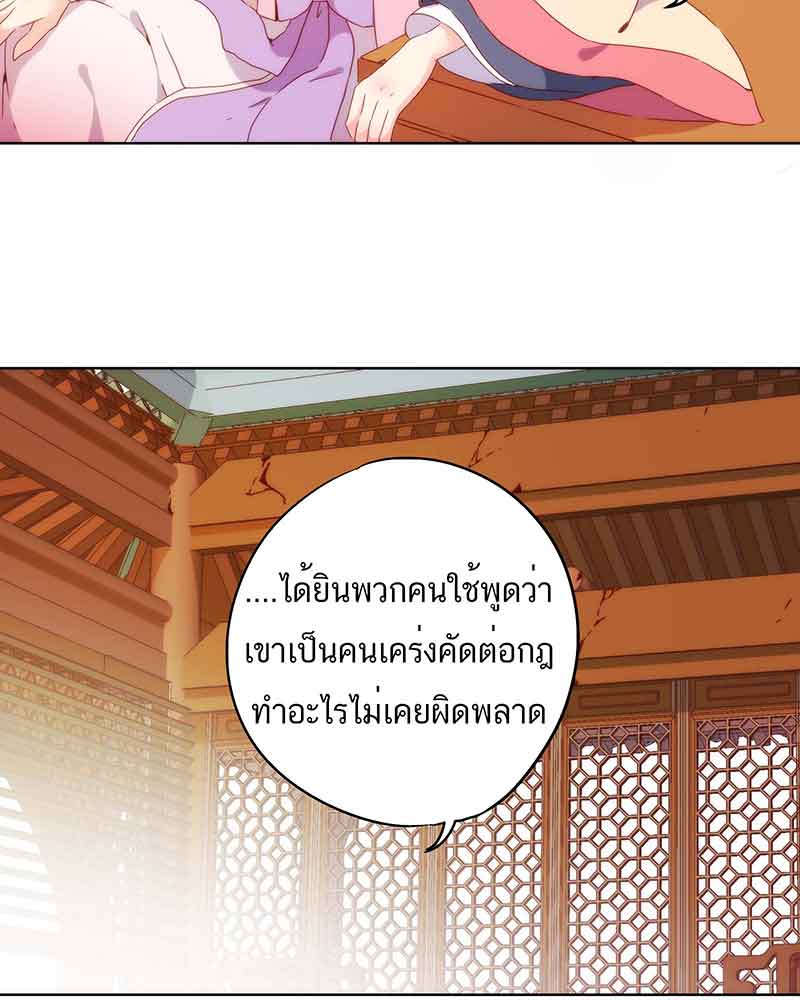 ....ได้ยินพวกคนใช้พูดว่า
เขาเป็นคนเคร่งคัดต่อกฎ
ทำอะไรไม่เคยผิดพลาด